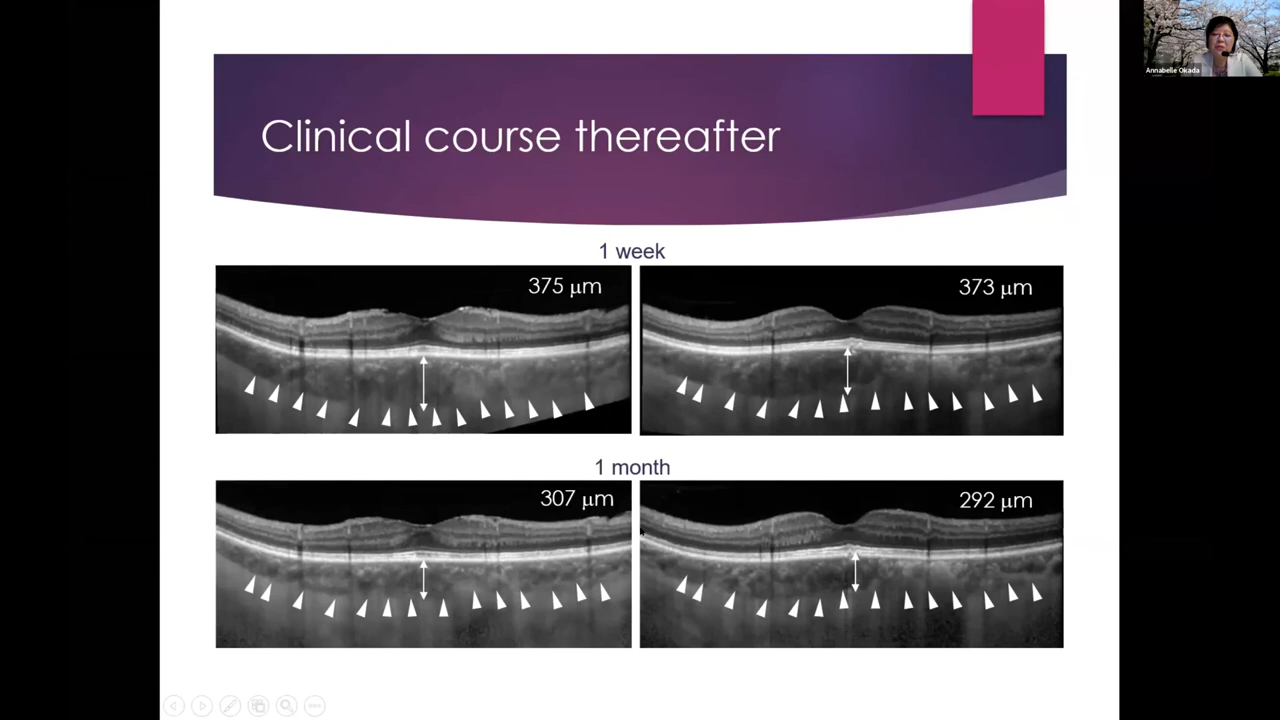 Annabelle Okada
Clinical course thereafter
1 week
375 μm
373 μm
1 month
307 μm
292 μm